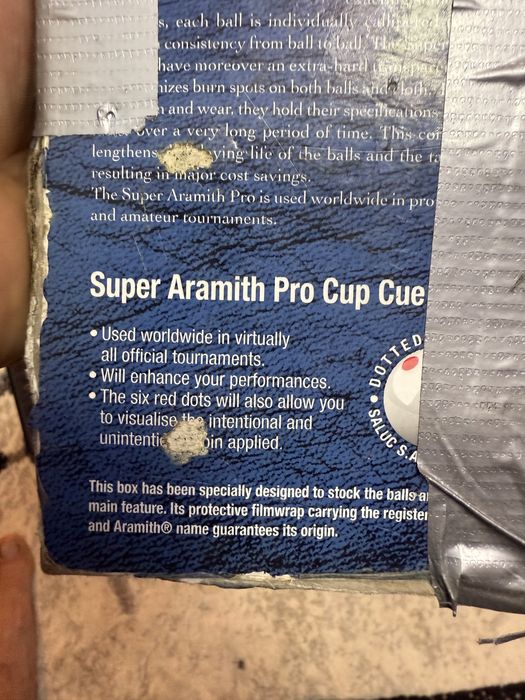 s, each ball is individually
consistency from ball to ball. The Super
have moreover an extra-hard
nizes burn spots on both balls and cloth.
and wear, they hold their specifications
over a very long period of time. This
lengthens ying life of the balls and the
resulting in major cost savings.
The Super Aramith Pro is used worldwide in pro
and amateur tournaments.
Super Aramith Pro Cup Cue
• Used worldwide in virtually
all official tournaments.
• Will enhance your performances.
• The six red dots will also allow you
to visualise the intentional and
unintentio pin applied.
DOTTED
• SALUC S.A
This box has been specially designed to stock the balls a
main feature. Its protective filmwrap carrying the register
and Aramith® name guarantees its origin.